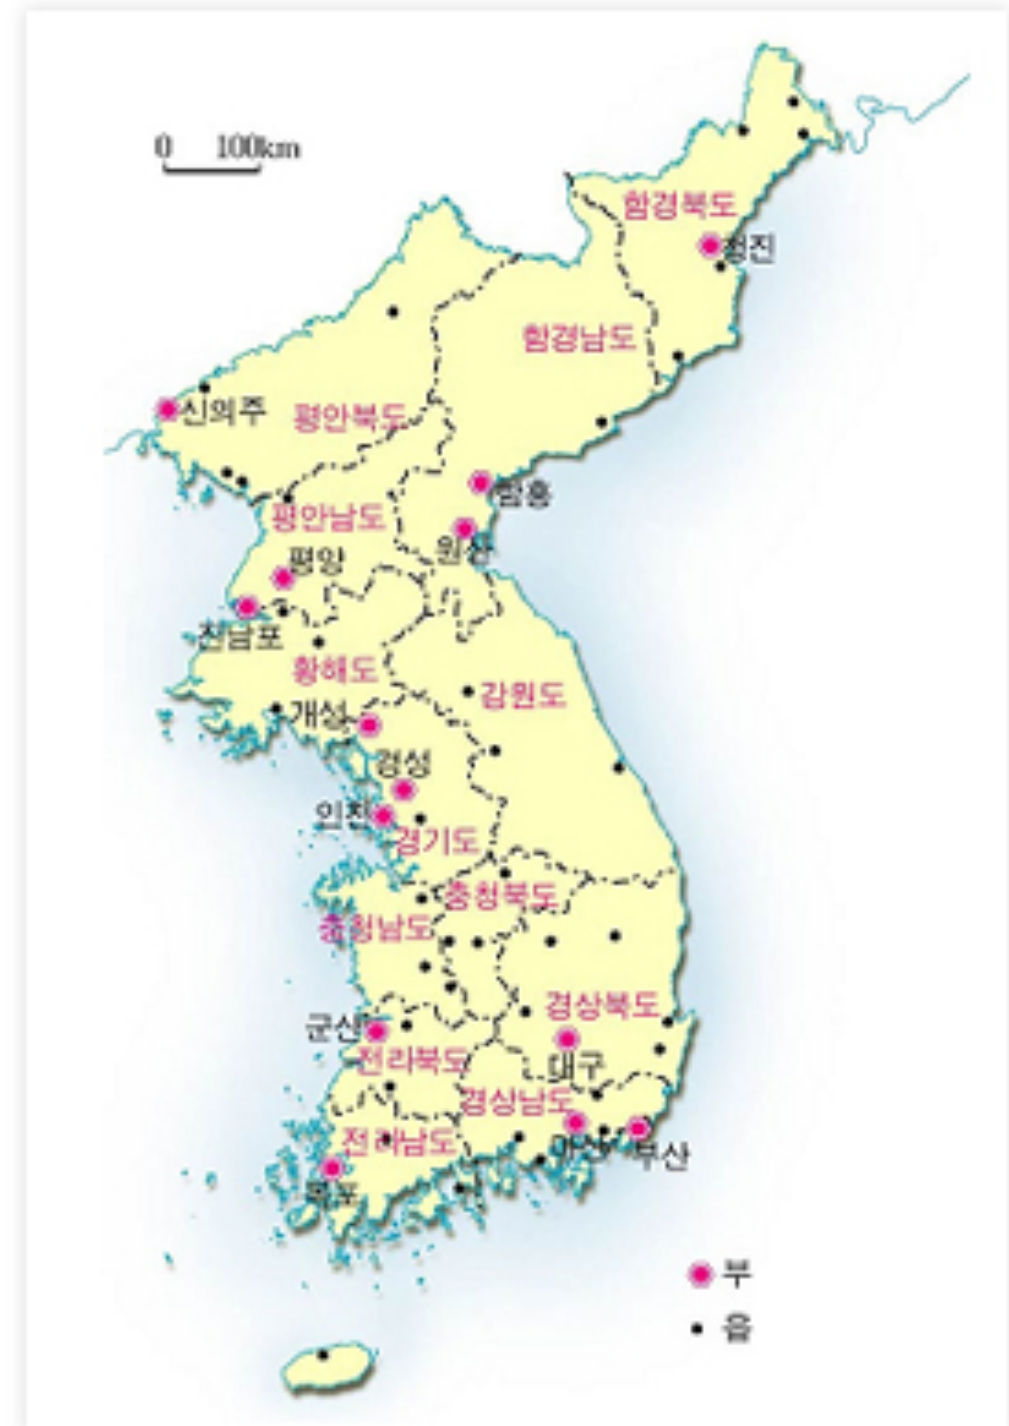 0 100km
함경북도
청진
함경남도
신의주
평안북도
함흥
평안남도
원산
평양
진남포
황해도
개성
강원도
경성
인천
경기도
충청북도
충청남도
경상북도
군산
대구
전라북도
경상남도
마산
부산
전라남도
목포
부
읍